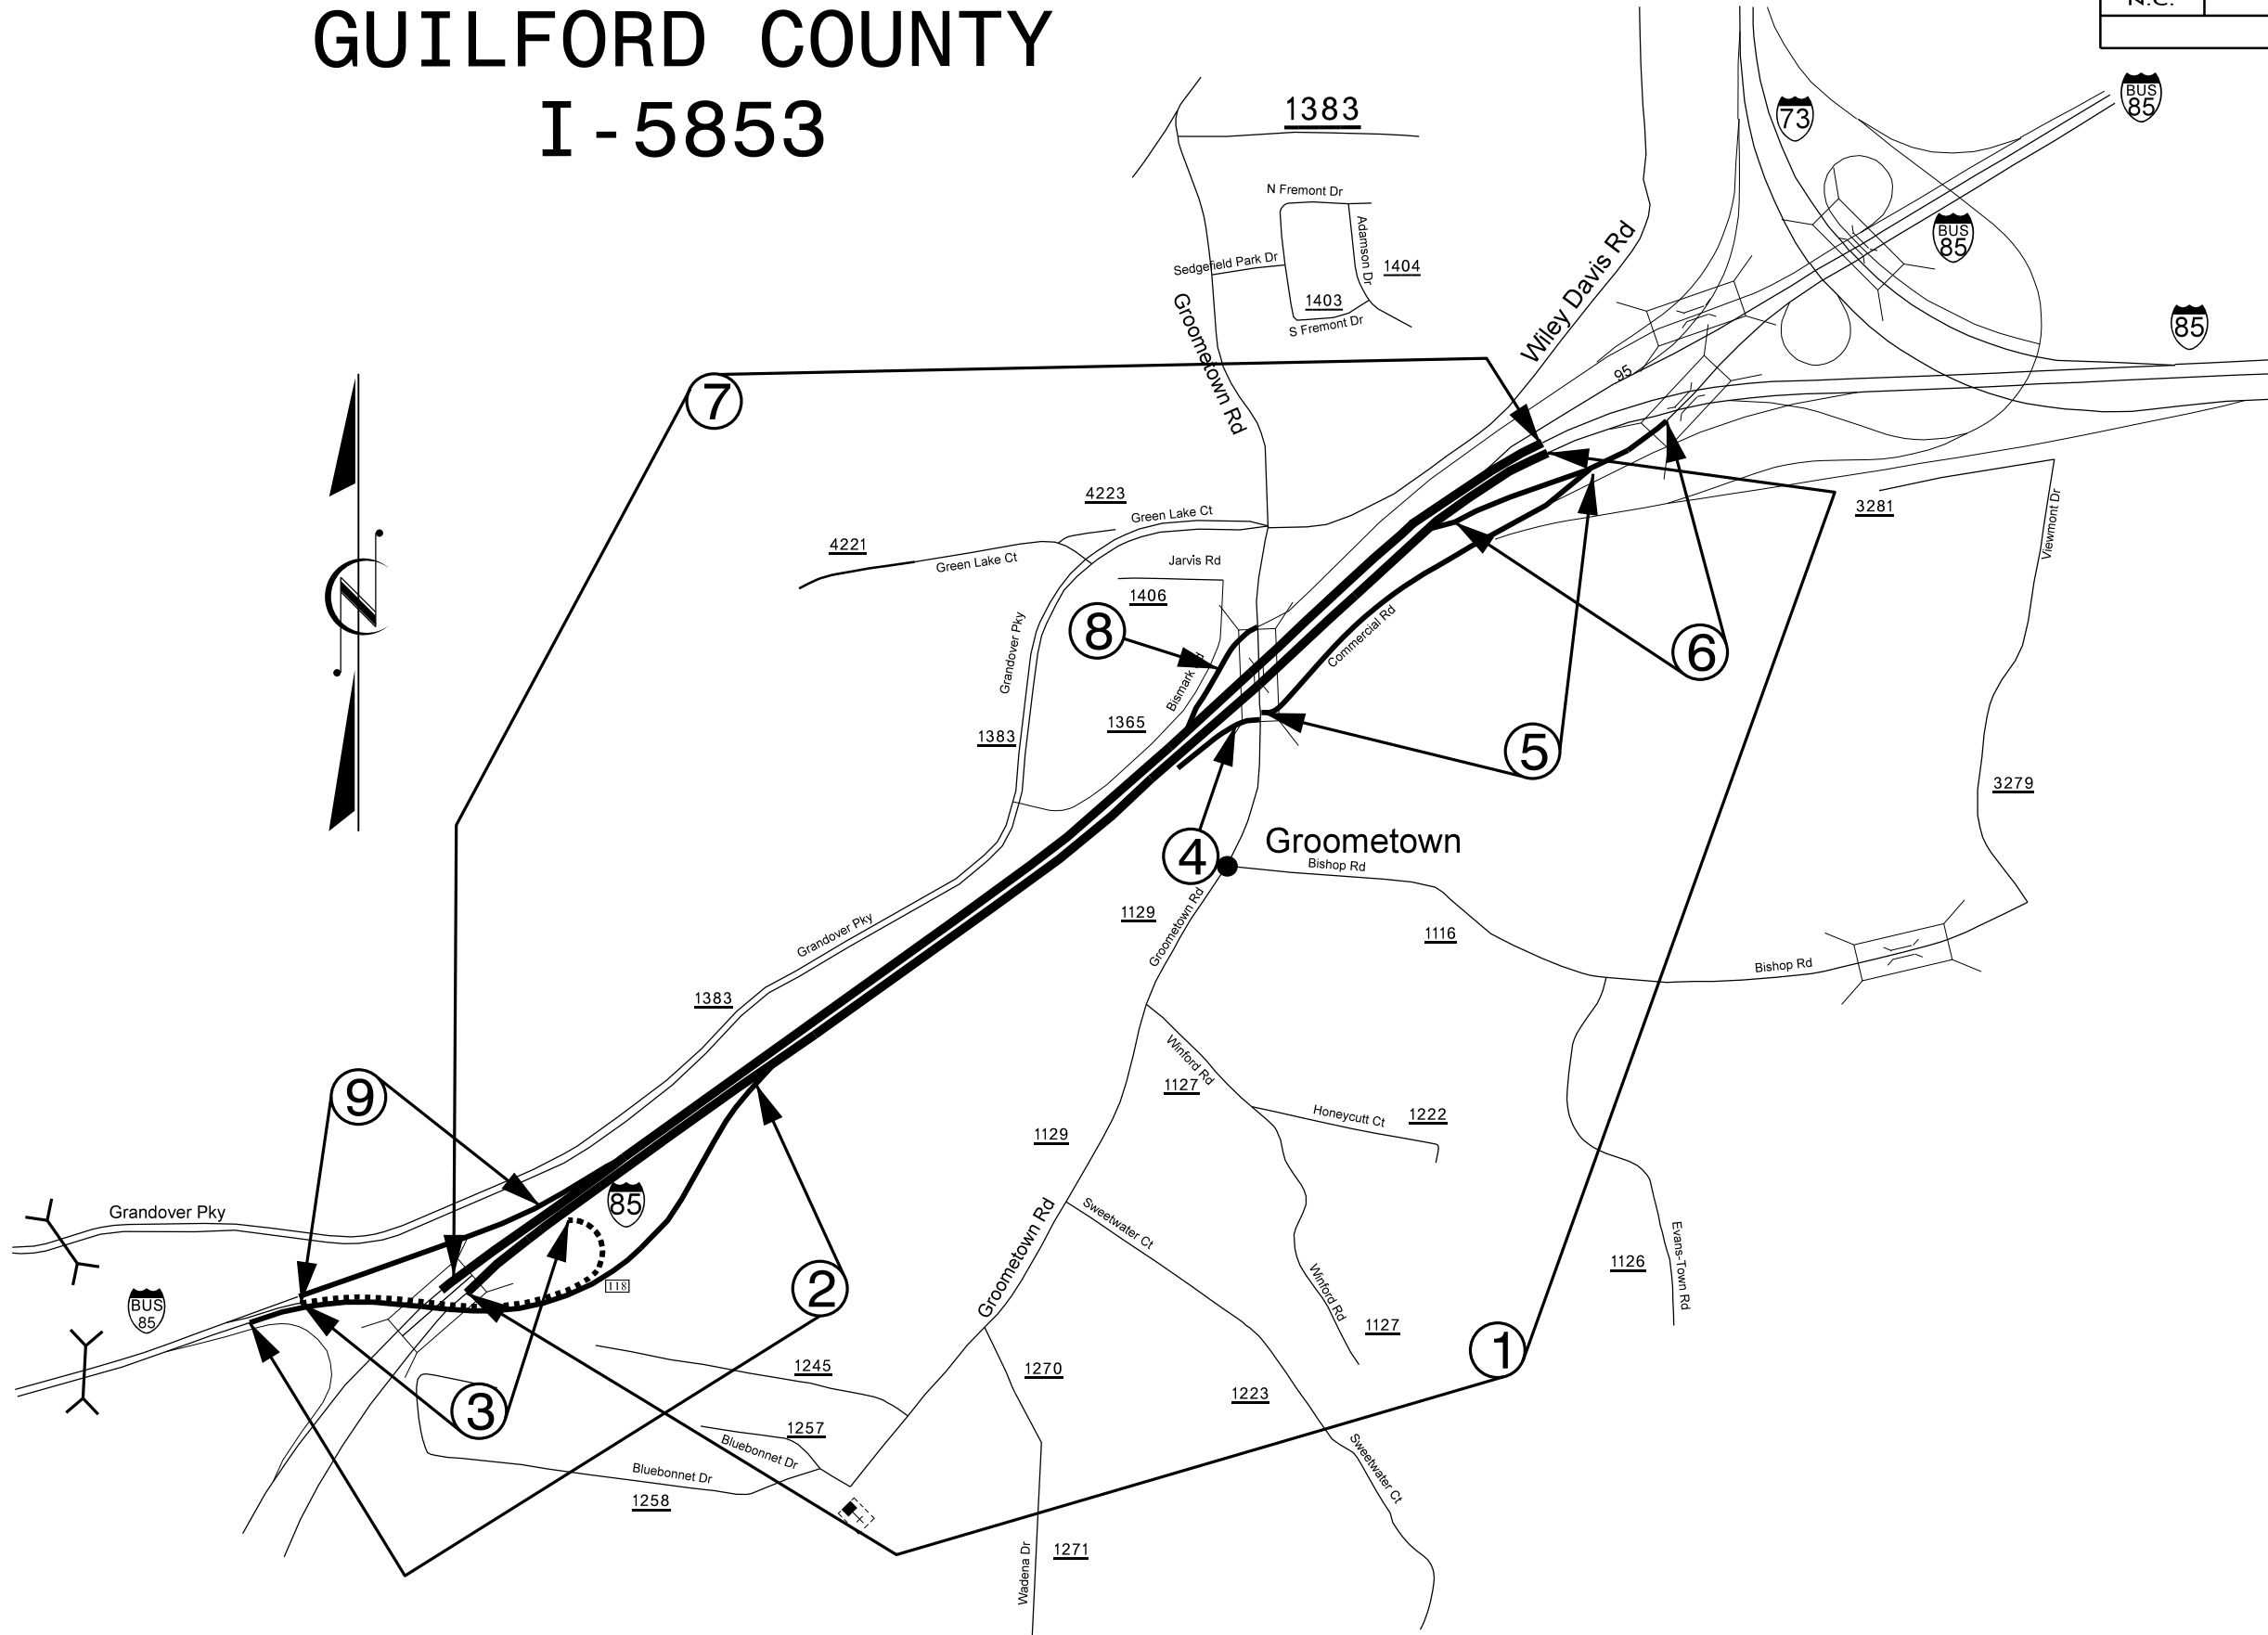 GUILFORD COUNTY
I-5853
N.C.
BUS
85
73
1383
N Fremont Dr
Adamson Dr
1404
Sedgefield Park Dr
1403
S Fremont Dr
Groometown Rd
Wiley Davis Rd
BUS
85
85
95
7
4223
Green Lake Ct
4221
Green Lake Ct
Jarvis Rd
1406
8
Grandover Pky
Bismark Rd
1365
1383
Commercial Rd
6
5
3281
Viewmont Dr
3279
4
Groometown
Bishop Rd
1129
Groometown Rd
1116
Bishop Rd
Grandover Pky
1383
9
Winford Rd
1127
Honeycutt Ct
1222
1129
Grandover Pky
85
Sweetwater Ct
Groometown Rd
Evans-Town Rd
1126
118
2
BUS
85
Winford Rd
1127
1
3
1245
1270
1223
1257
Bluebonnet Dr
Bluebonnet Dr
1258
Sweetwater Ct
Wadena Dr
1271